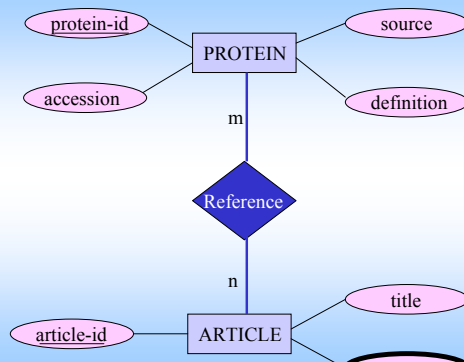 protein-id
source
PROTEIN
accession
definition
m
Reference
n
title
article-id
ARTICLE